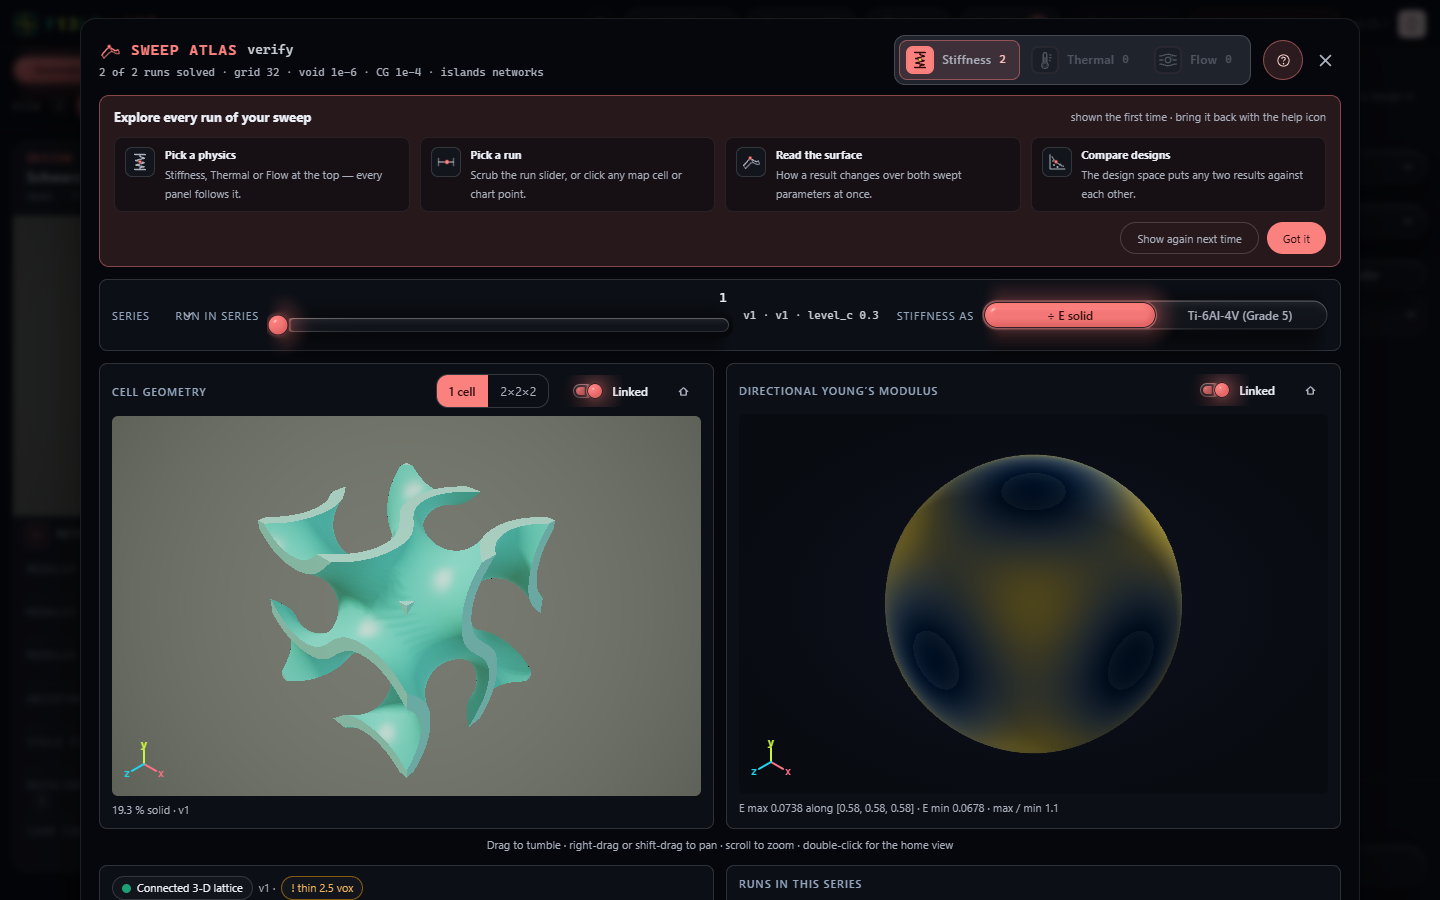 SWEEP ATLAS verify
2 of 2 runs solved · grid 32 · void 1e-6 · CG 1e-4 · islands networks
Stiffness 2
Thermal 0
Flow 0
Explore every run of your sweep
shown the first time · bring it back with the help icon
Pick a physics
Stiffness, Thermal or Flow at the top — every
panel follows it.
Pick a run
Scrub the run slider, or click any map cell or
chart point.
Read the surface
How a result changes over both swept
parameters at once.
Compare designs
The design space puts any two results against
each other.
Show again next time
Got it
SERIES
RUN IN SERIES
1
v1 · v1 · level_c 0.3
STIFFNESS AS
÷ E solid
Ti-6Al-4V (Grade 5)
CELL GEOMETRY
1 cell
2×2×2
Linked
DIRECTIONAL YOUNG'S MODULUS
Linked
y
z
x
y
z
x
19.3 % solid · v1
E max 0.0738 along [0.58, 0.58, 0.58] · E min 0.0678 · max / min 1.1
Drag to tumble · right-drag or shift-drag to pan · scroll to zoom · double-click for the home view
Connected 3-D lattice
v1 ·
! thin 2.5 vox
RUNS IN THIS SERIES